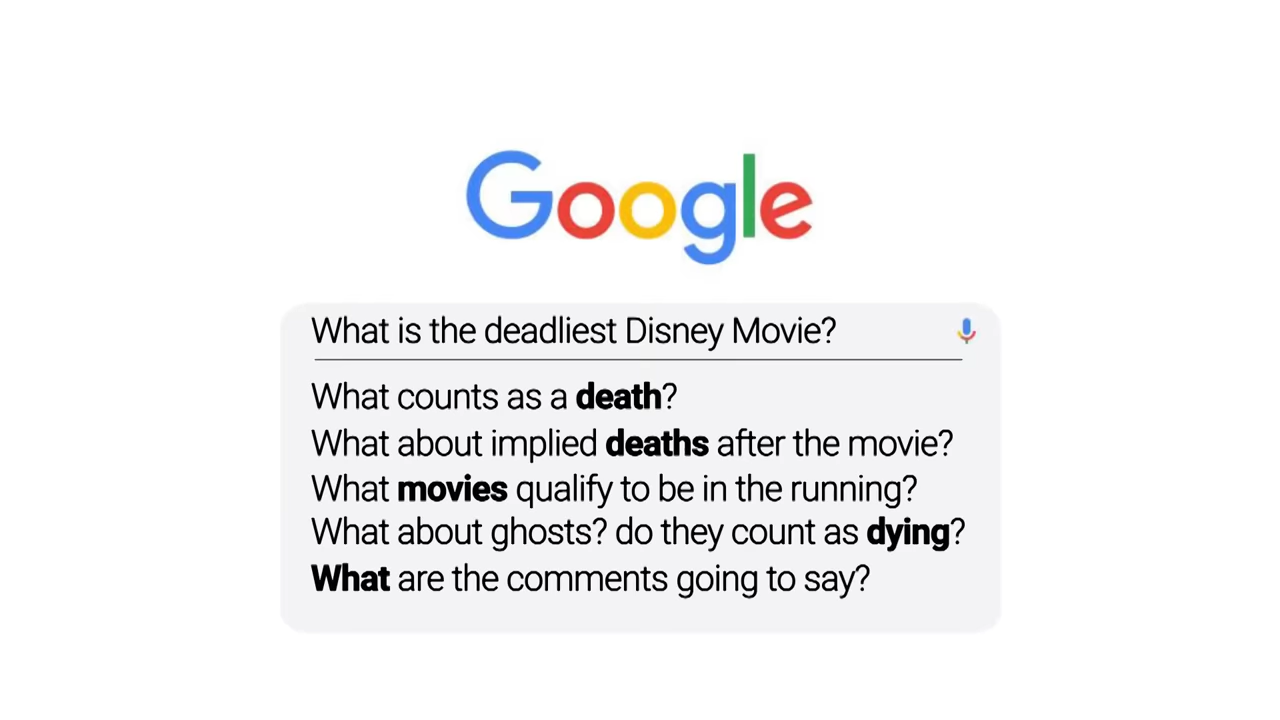 Google
What is the deadliest Disney Movie?
What counts as a death?
What about implied deaths after the movie?
What movies qualify to be in the running?
What about ghosts? do they count as dying?
What are the comments going to say?